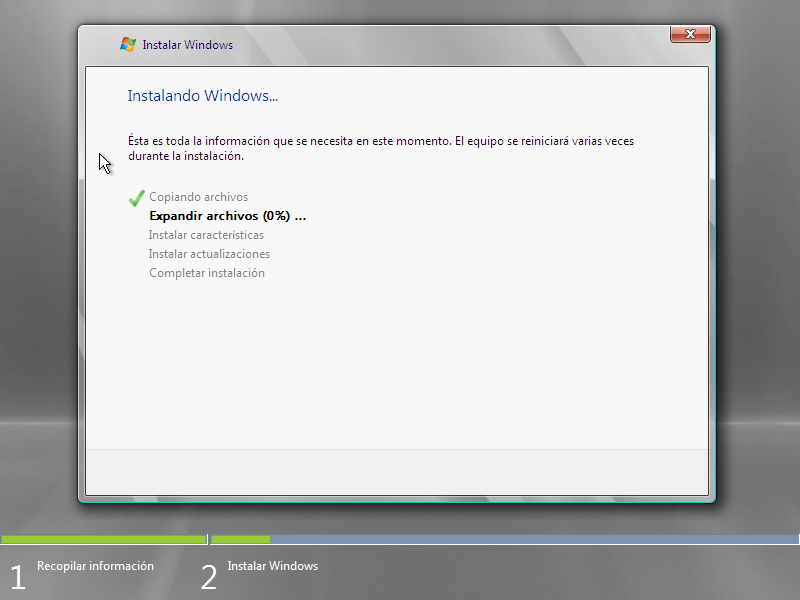 Instalar Windows
Instalando Windows...
Ésta es toda la información que se necesita en este momento. El equipo se reiniciará varias veces
durante la instalación.
Copiando archivos
Expandir archivos (0%) ...
Instalar características
Instalar actualizaciones
Completar instalación
1 Recopilar información
2 Instalar Windows